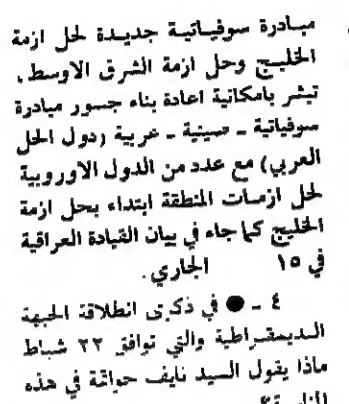 مبادرة سوفياتية جديدة لحل ازمة
الخليج وحل ازمة الشرق الاوسط .
تبشر بامكانية اعادة بناء جسور مبادرة
سوفياتية ـ صينية ـ عربية (دول الحل
العربي) مع عدد من الدول الاوروبية
لحل ازمات المنطقة ابتداء بحل ازمة
الخليج كما جاء في بيان القيادة العراقية
في ١٥ الجاري .
٤ ـ ● في ذكرى انطلاقة الجبهة
الديمقراطية والتي توافق ٢٢ شباط
ماذا يقول السيد نايف حواتمة في هذه